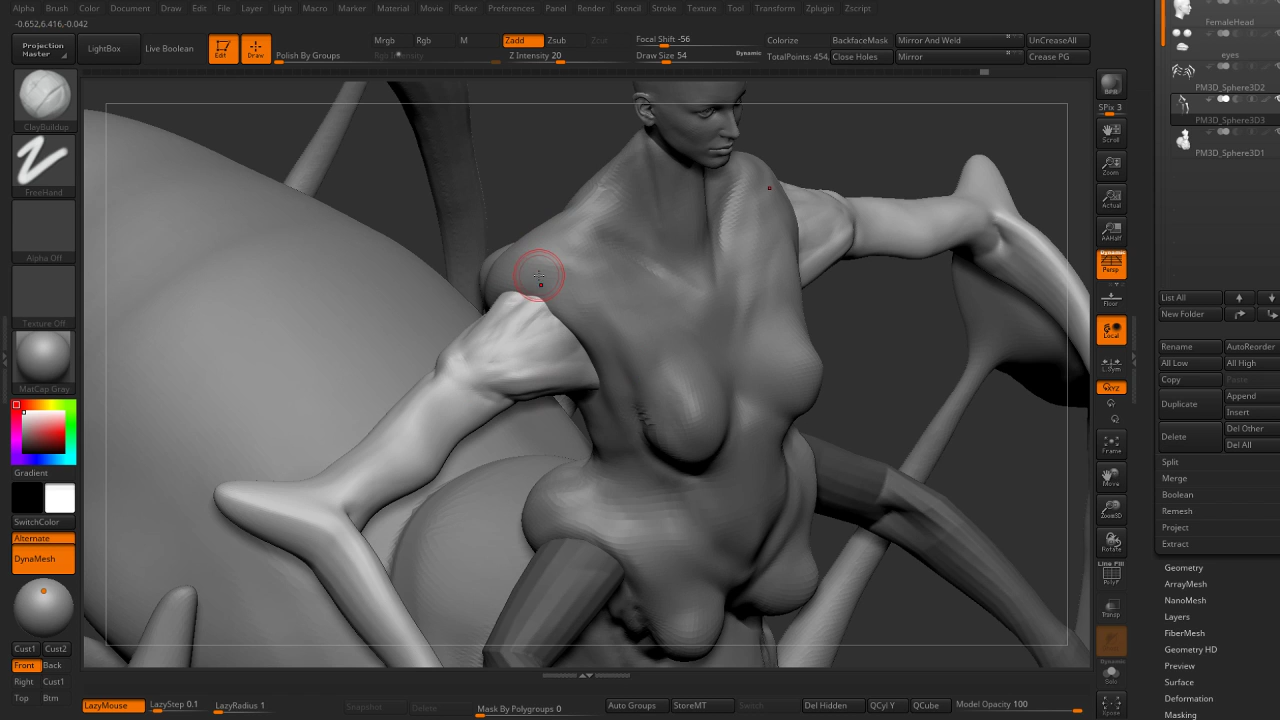 Alpha Brush Color Document Draw Edit File Layer Light Macro Marker Material Movie Picker Preferences Panel Render Stencil Stroke Texture Tool Transform Zplugin Zscript
-0.652,6.416,-0.042
Projection Master
LightBox
Live Boolean
Edit
Draw
Polish By Groups
Mrgb Rgb M
Rgb Intensity
Zadd Zsub Zcut
Z Intensity 20
Focal Shift -56
Draw Size 54
Dynamic
Colorize
TotalPoints: 454,
BackfaceMask
Close Holes
Mirror And Weld
Mirror
UnCreaseAll
Crease PG
ClayBuildup
FreeHand
Alpha Off
Texture Off
MatCap Gray
Gradient
SwitchColor
Alternate
DynaMesh
Cust1 Cust2
Front Back
Right Cust1
Top Btm
BPR
SPix 3
Scroll
Zoom
Actual
AAHalf
Dynamic
Persp
Floor
Local
L.Sym
Frame
Move
Zoom3D
Rotate
Line Fill
PolyF
Transp
Dynamic
Solo
Xpose
FemaleHead
eyes
PM3D_Sphere3D2
PM3D_Sphere3D3
PM3D_Sphere3D1
List All
New Folder
Rename AutoReorder
All Low All High
Copy Paste
Duplicate
Append
Insert
Delete
Del Other
Del All
Split
Merge
Boolean
Remesh
Project
Extract
Geometry
ArrayMesh
NanoMesh
Layers
FiberMesh
Geometry HD
Preview
Surface
Deformation
Masking
LazyMouse
LazyStep 0.1
LazyRadius 1
Snapshot
Delete
Mask By Polygroups 0
Auto Groups
StoreMT
Switch
Del Hidden
QCyl Y
QCube
Model Opacity 100